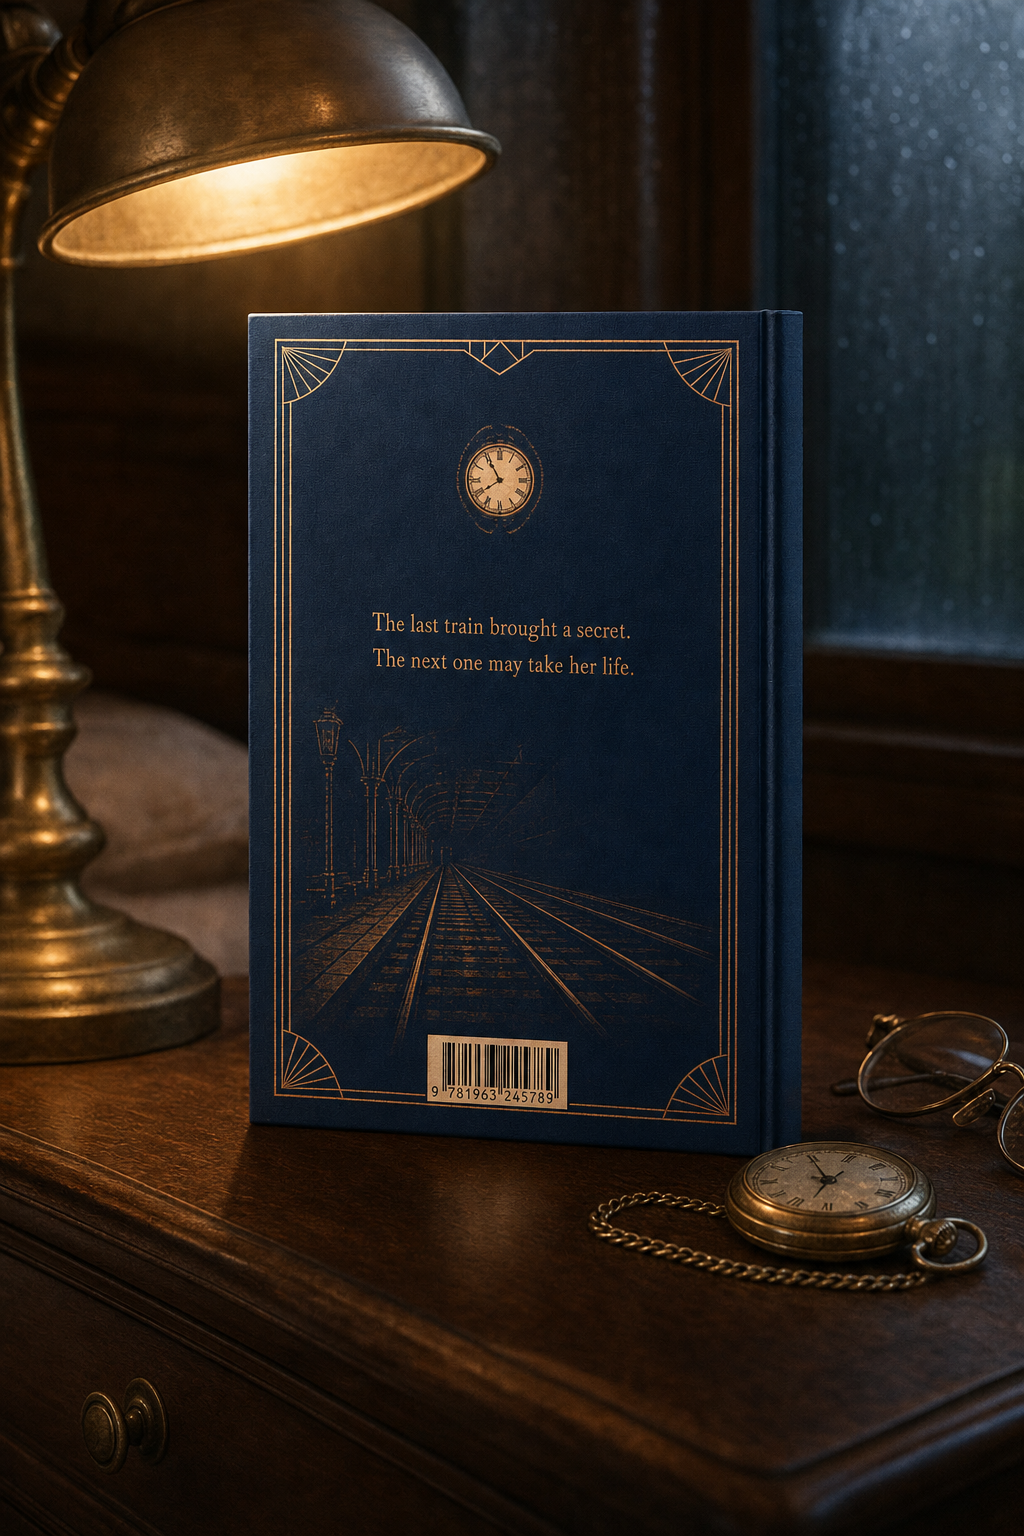 The last train brought a secret.
The next one may take her life.
9 781963 245789